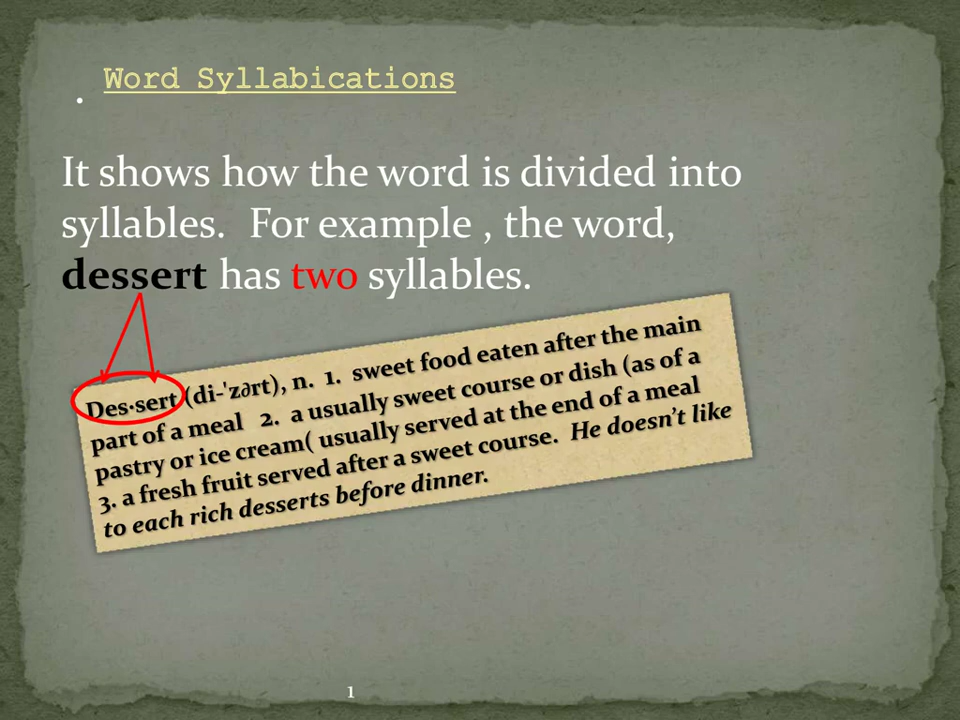 . Word Syllabications
It shows how the word is divided into
syllables.  For example , the word,
dessert has two syllables.
Des·sert (di-'z∂rt), n.  1.  sweet food eaten after the main
part of a meal  2.  a usually sweet course or dish (as of a
pastry or ice cream( usually served at the end of a meal
3. a fresh fruit served after a sweet course.  He doesn’t like
to each rich desserts before dinner.
1